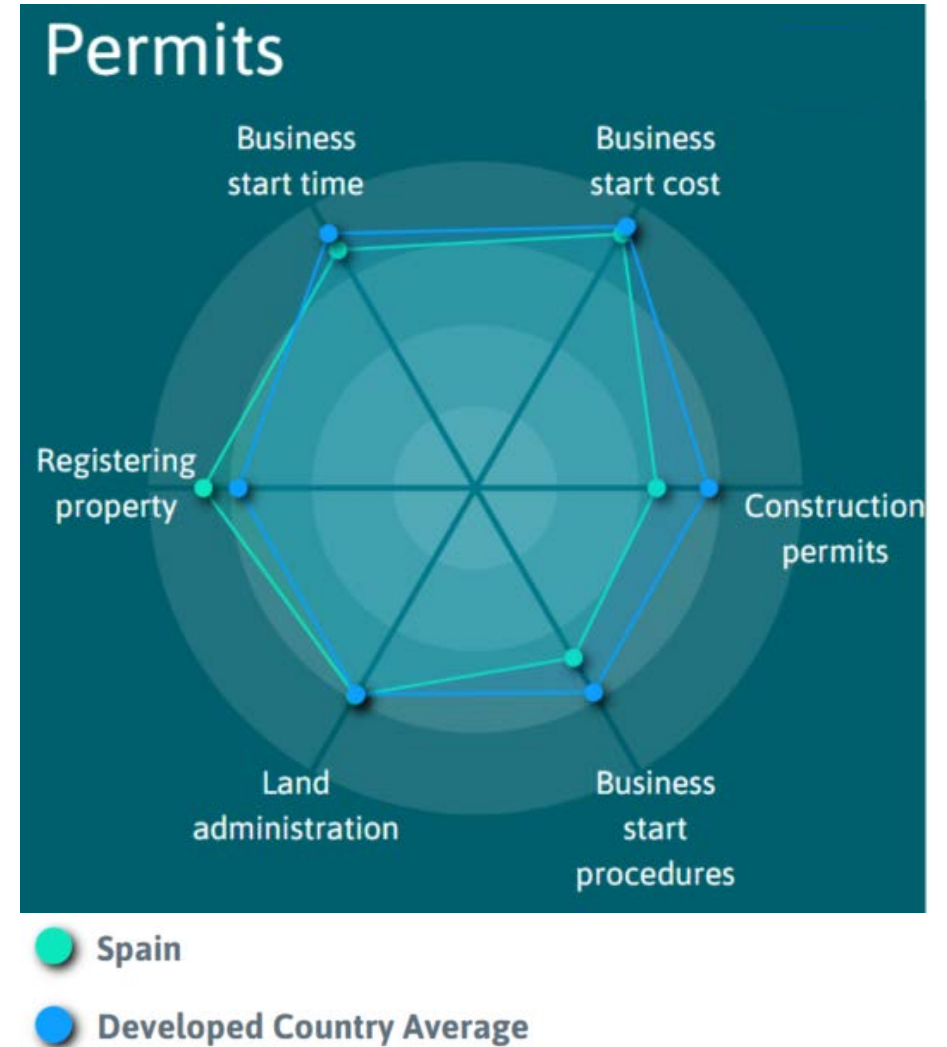 Permits
Business
start time
Business
start cost
Registering
property
Construction
permits
Land
administration
Business
start
procedures
Spain
Developed Country Average